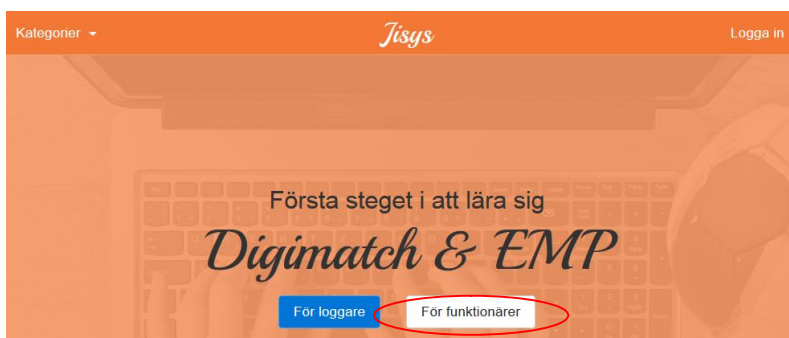 Kategorier Jisys Logga in
Första steget i att lära sig
Digimatch & EMP
För loggare För funktionärer